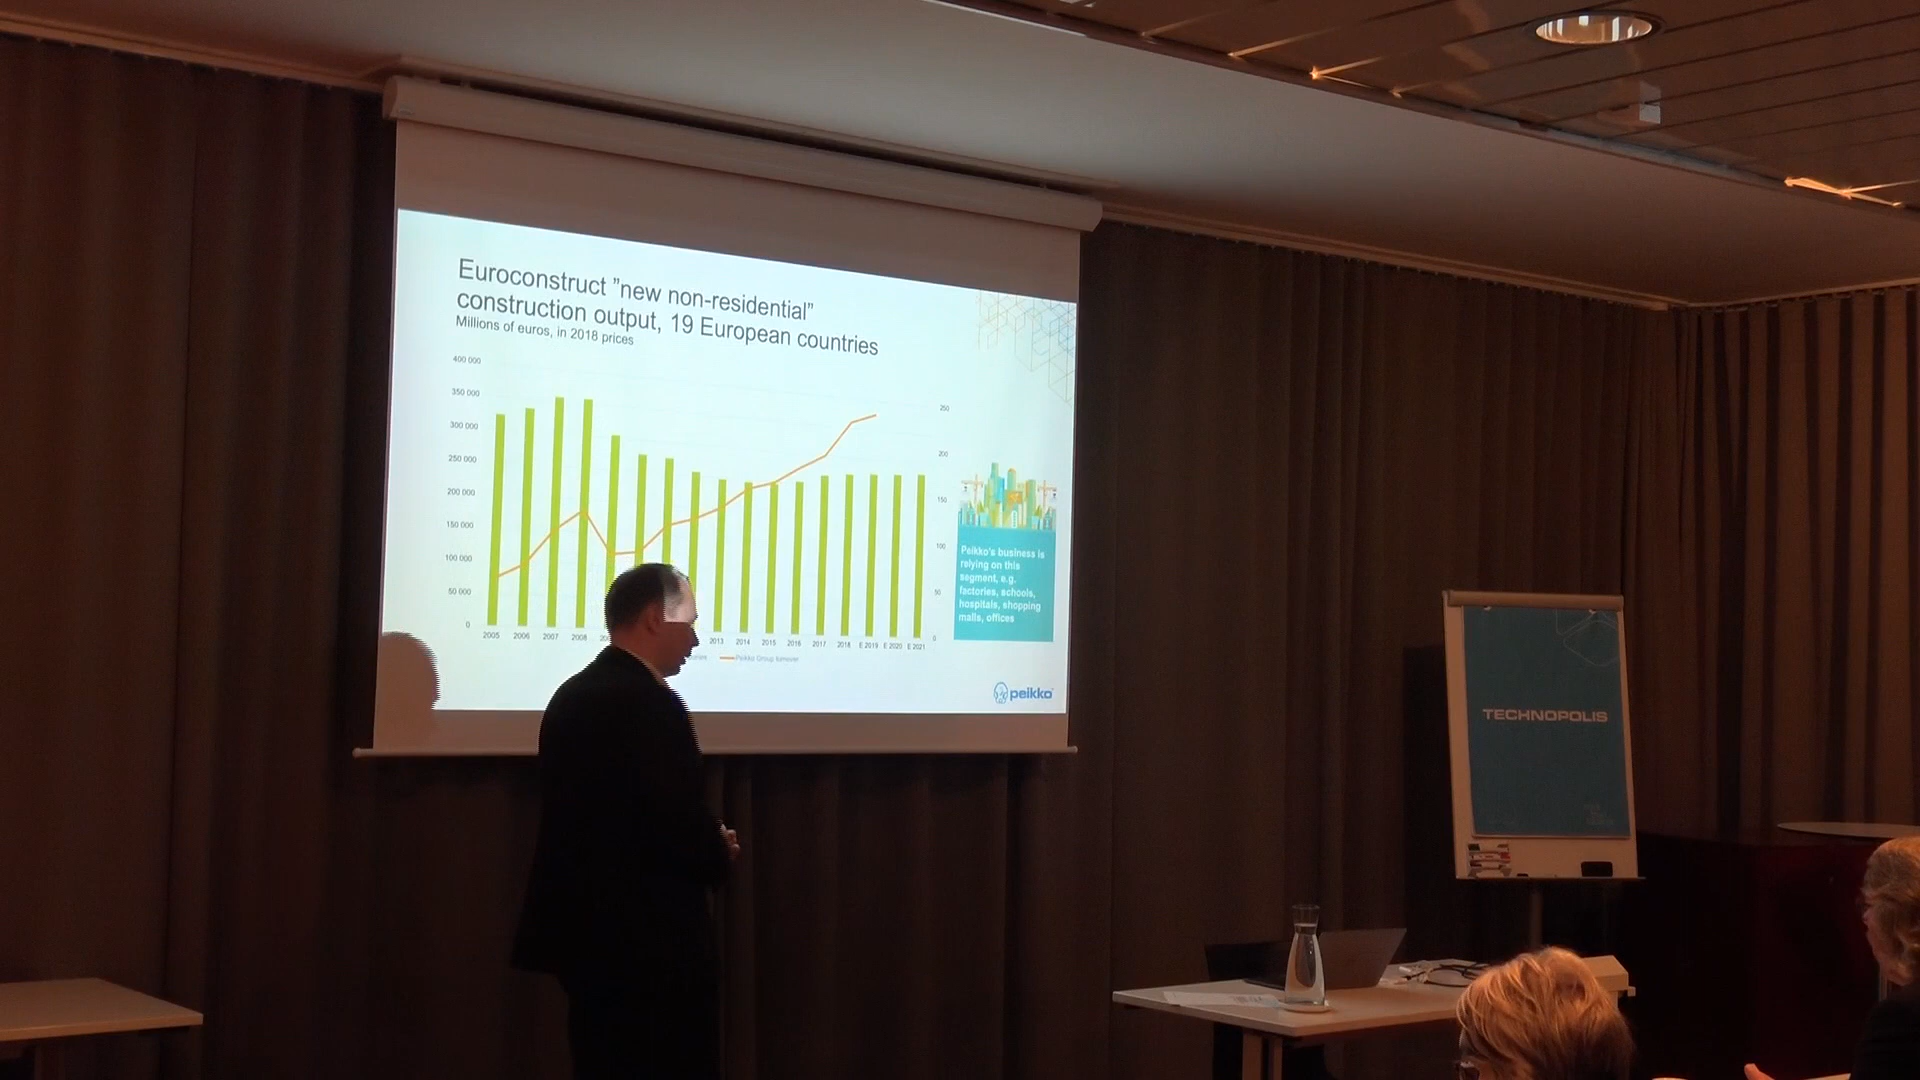 Euroconstruct ”new non-residential”
construction output, 19 European countries
Millions of euros, in 2018 prices
400 000
350 000
300 000
250 000
200 000
150 000
100 000
50 000
0
250
200
150
100
50
0
2005 2006 2007 2008 2013 2014 2015 2016 2017 2018 E 2019 E 2020 E 2021
Peikko Group turnover
Peikko's business is
relying on this
segment, e.g.
factories, schools,
hospitals, shopping
malls, offices
peikko
TECHNOPOLIS